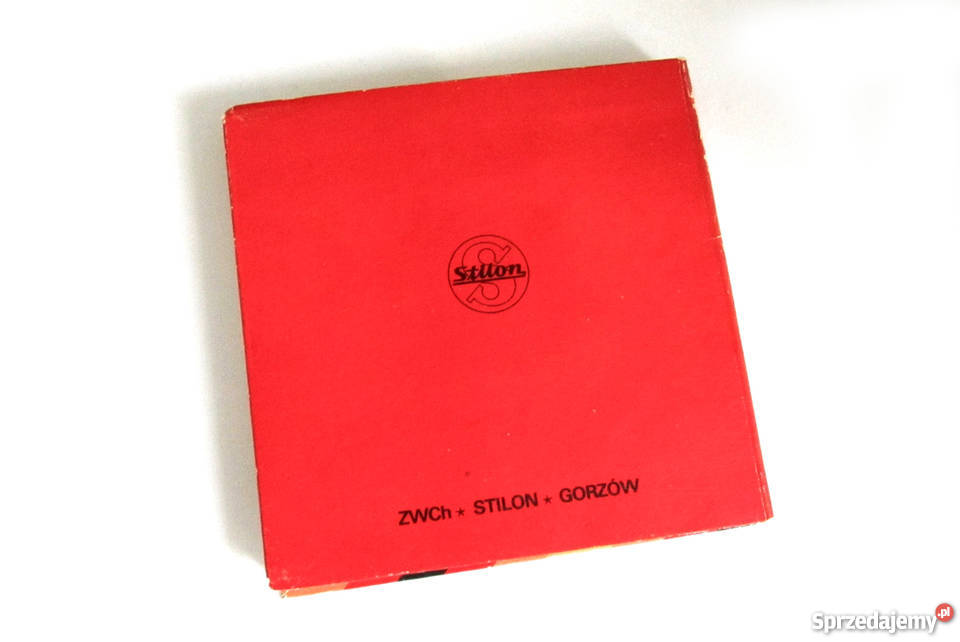 Stilon
ZWCh ★ STILON ★ GORZÓW
Sprzedajemy.pl